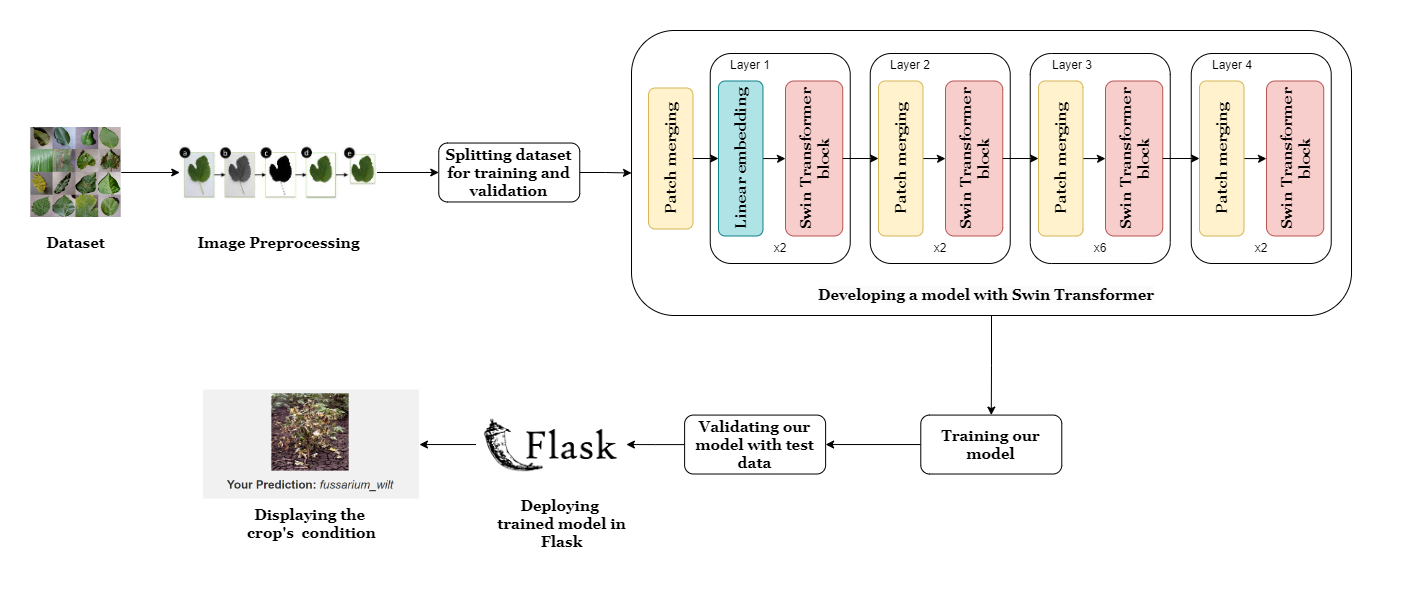 Layer 1
Layer 2
Layer 3
Layer 4
Patch merging
Linear embedding
Swin Transformer
block
Patch merging
Swin Transformer
block
Patch merging
Swin Transformer
block
Patch merging
Swin Transformer
block
x2
x2
x6
x2
Developing a model with Swin Transformer
a
b
c
d
e
Splitting dataset
for training and
validation
Dataset
Image Preprocessing
Training our
model
Validating our
model with test
data
Flask
Deploying
trained model in
Flask
Your Prediction: fussarium_wilt
Displaying the
crop's condition